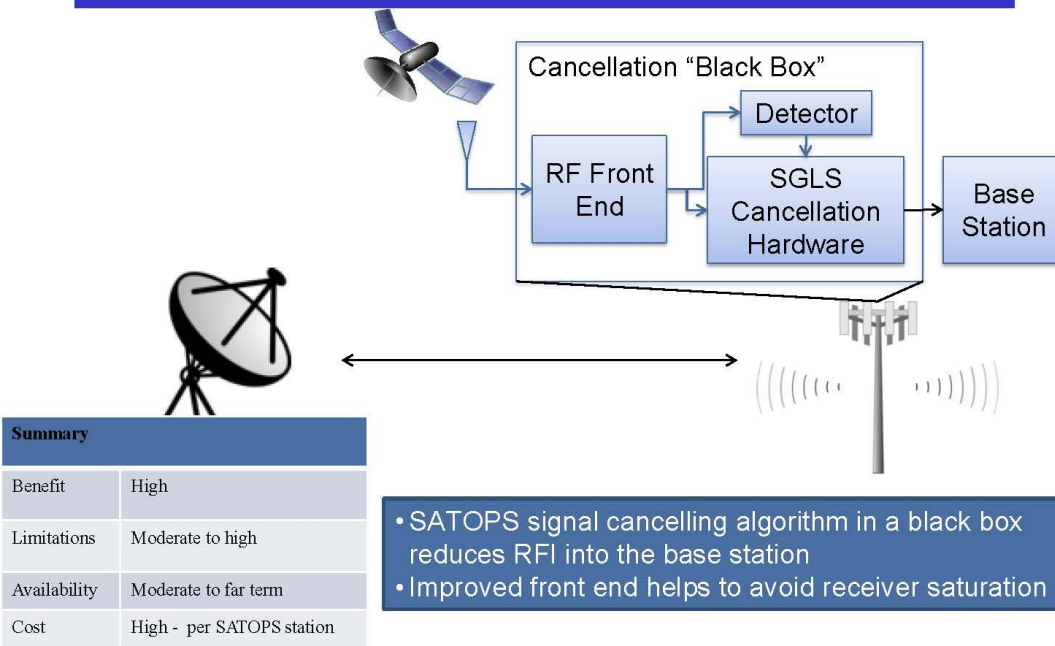 Cancellation “Black Box”
Detector
RF Front
End
SGLS
Cancellation
Hardware
Base
Station
Summary
Benefit High
Limitations Moderate to high
Availability Moderate to far term
Cost High - per SATOPS station
• SATOPS signal cancelling algorithm in a black box
reduces RFI into the base station
• Improved front end helps to avoid receiver saturation